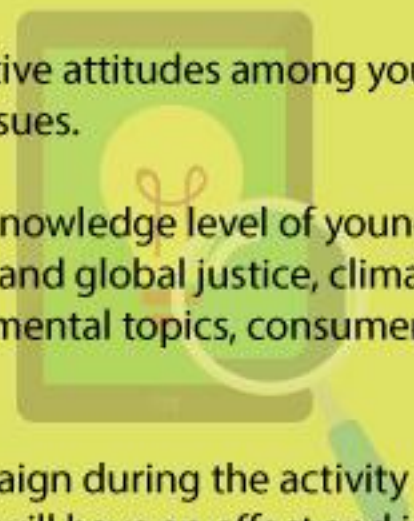 tive attitudes among you
sues.
nowledge level of youn
and global justice, clima
mental topics, consume
aign during the activity